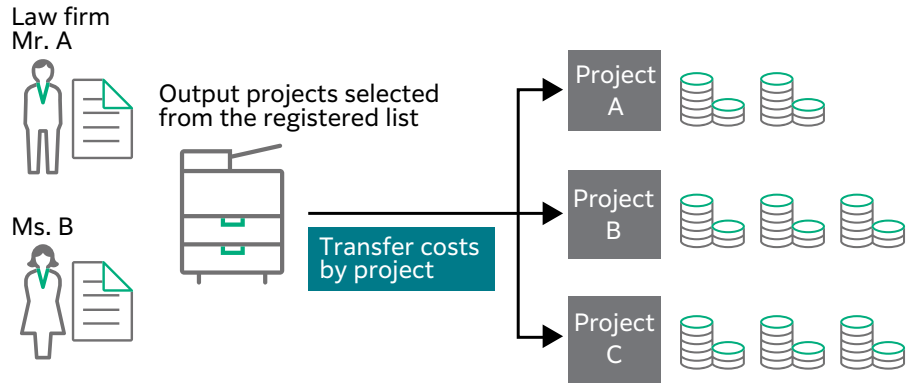 Law firm
Mr. A
Output projects selected
from the registered list
Ms. B
Transfer costs
by project
Project
A
Project
B
Project
C